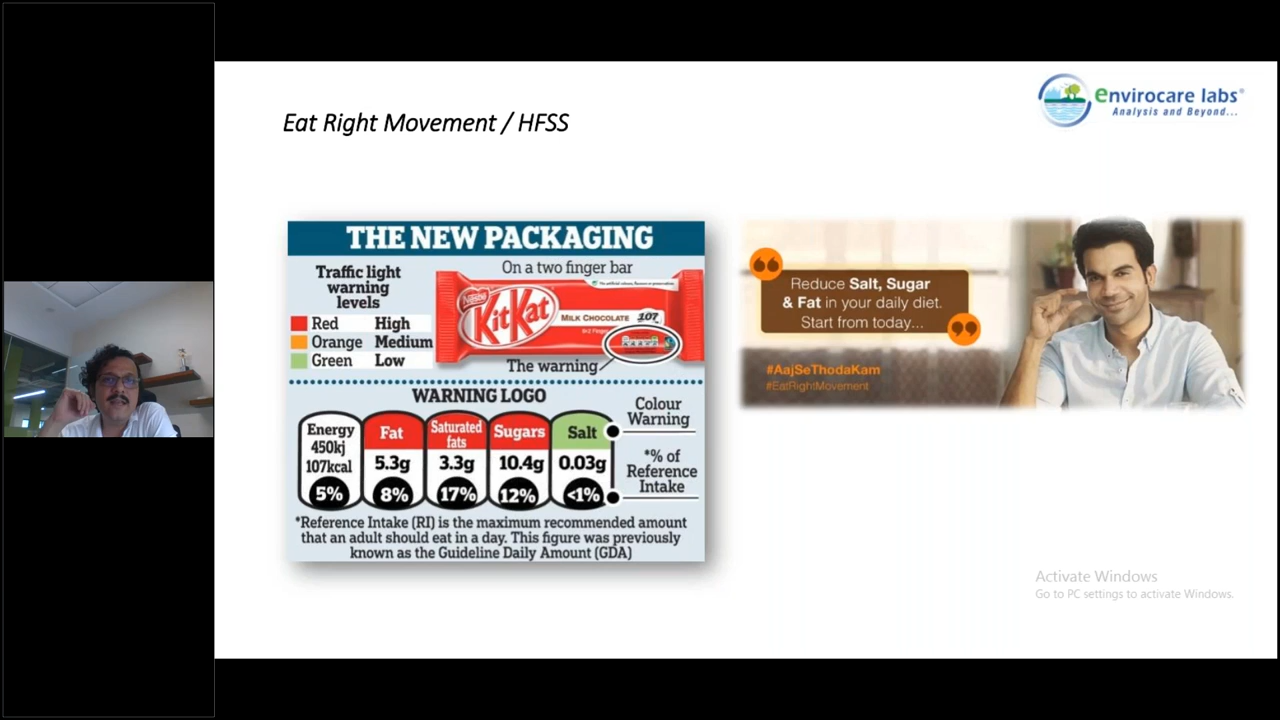 Eat Right Movement / HFSS
envirocare labs®
Analysis and Beyond...
THE NEW PACKAGING
Traffic light
warning
levels
Red High
Orange Medium
Green Low
On a two finger bar
Nestlé
KitKat
MILK CHOCOLATE
107
The warning
WARNING LOGO
Energy
450kj
107kcal
5%
Fat
5.3g
8%
Saturated
fats
3.3g
17%
Sugars
10.4g
12%
Salt
0.03g
<1%
Colour
Warning
*% of
Reference
Intake
*Reference Intake (RI) is the maximum recommended amount
that an adult should eat in a day. This figure was previously
known as the Guideline Daily Amount (GDA)
Reduce Salt, Sugar
& Fat in your daily diet.
Start from today...
#AajSeThodaKam
#EatRightMovement
Activate Windows
Go to PC settings to activate Windows.